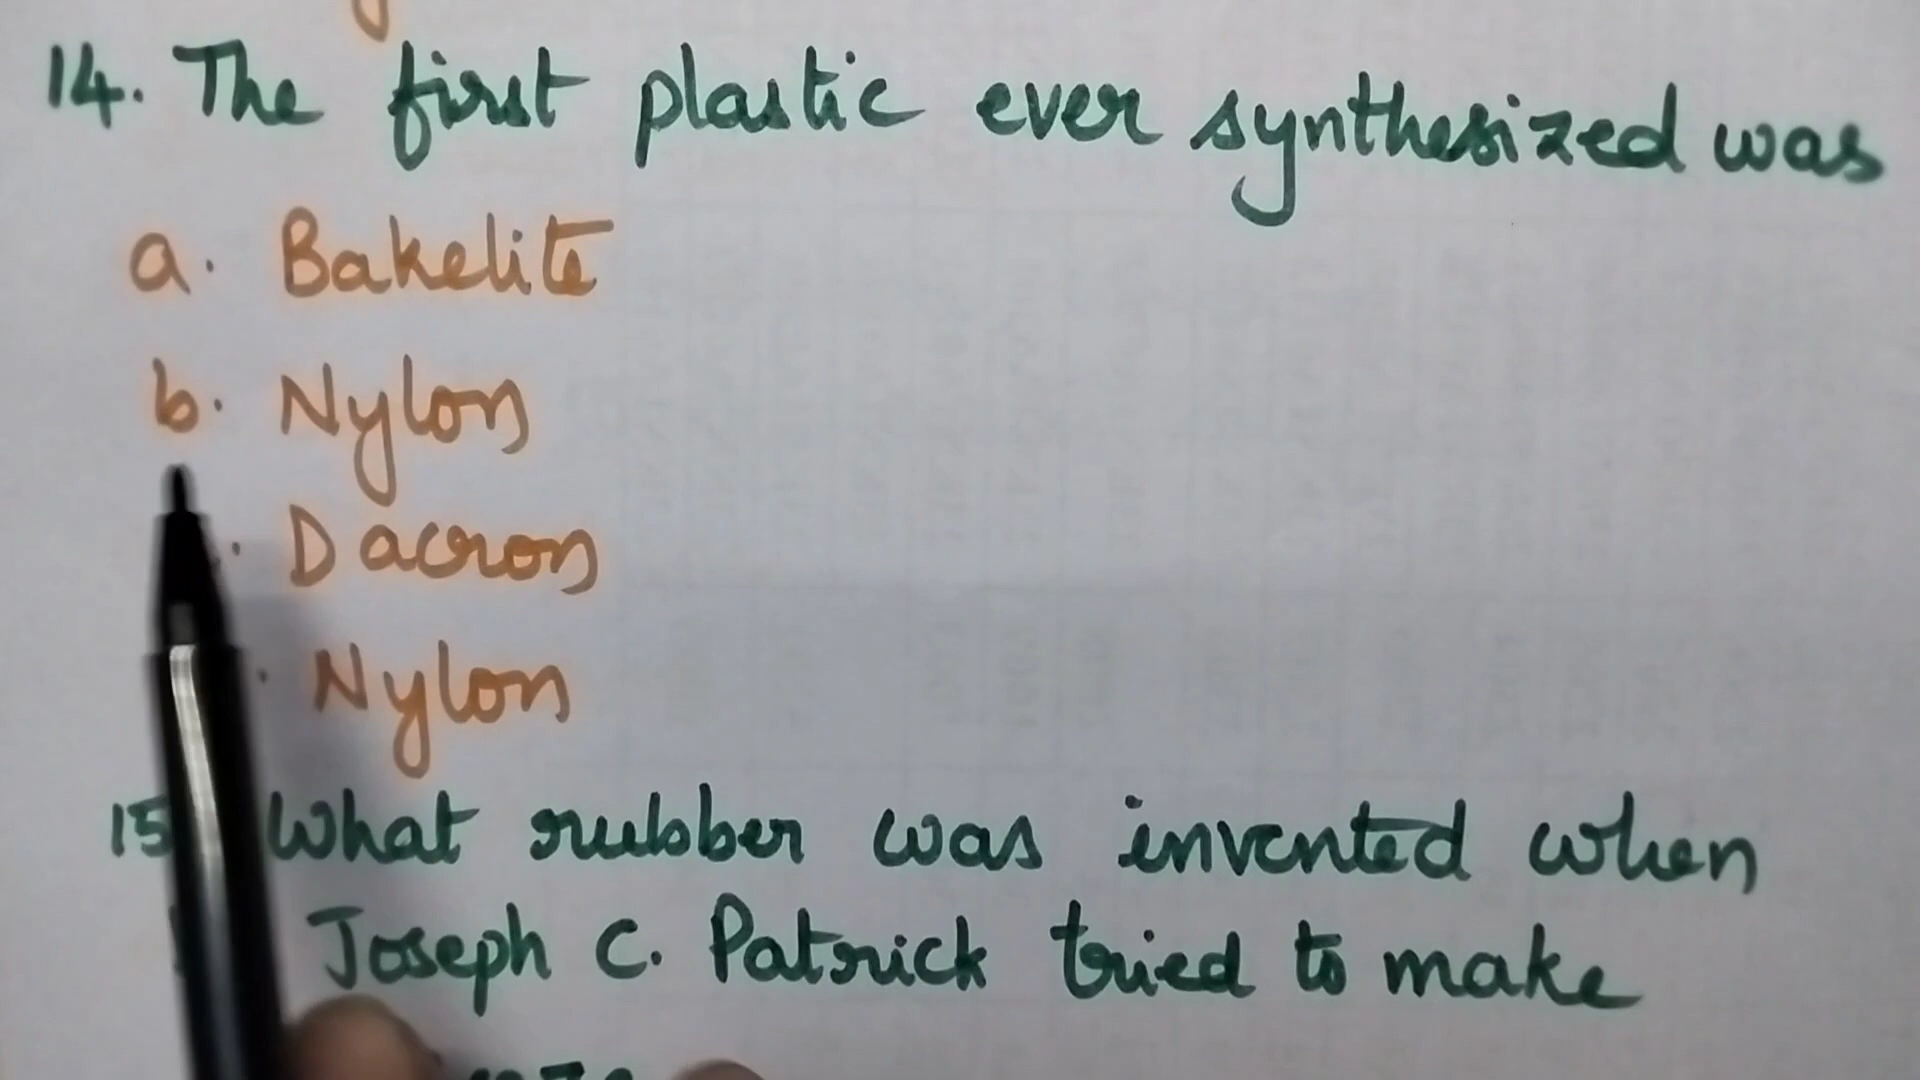 14. The first plastic ever synthesized was
a. Bakelite
b. Nylon
. Dacron
. Nylon
15 What rubber was invented when
Joseph C. Patrick tried to make